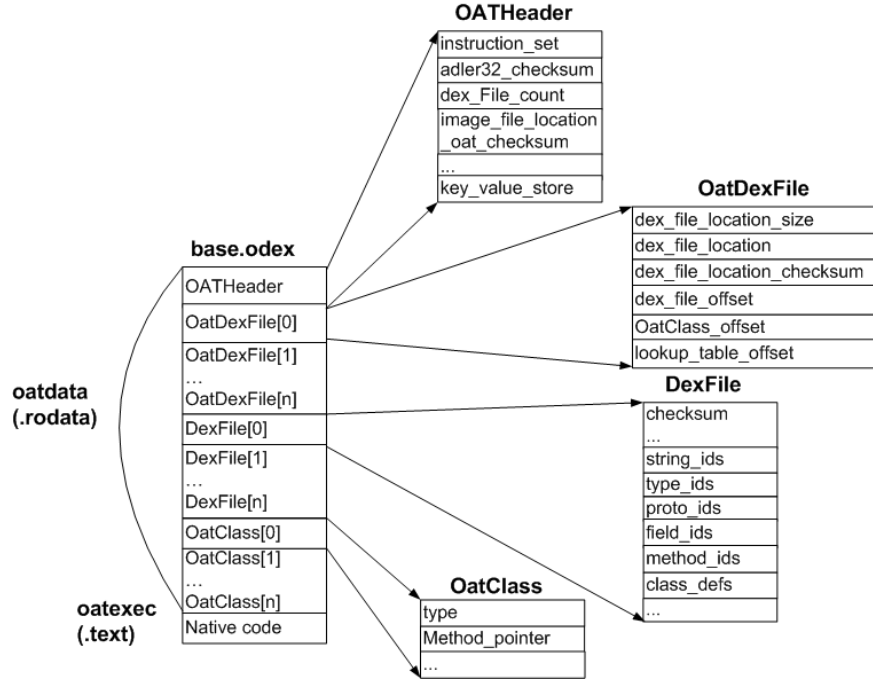 OATHeader
instruction_set
adler32_checksum
dex_File_count
image_file_location
_oat_checksum
...
key_value_store
OatDexFile
dex_file_location_size
dex_file_location
dex_file_location_checksum
dex_file_offset
OatClass_offset
lookup_table_offset
base.odex
OATHeader
OatDexFile[0]
OatDexFile[1]
...
OatDexFile[n]
DexFile[0]
DexFile[1]
...
DexFile[n]
OatClass[0]
OatClass[1]
...
OatClass[n]
Native code
oatdata
(.rodata)
oatexec
(.text)
DexFile
checksum
...
string_ids
type_ids
proto_ids
field_ids
method_ids
class_defs
...
OatClass
type
Method_pointer
...